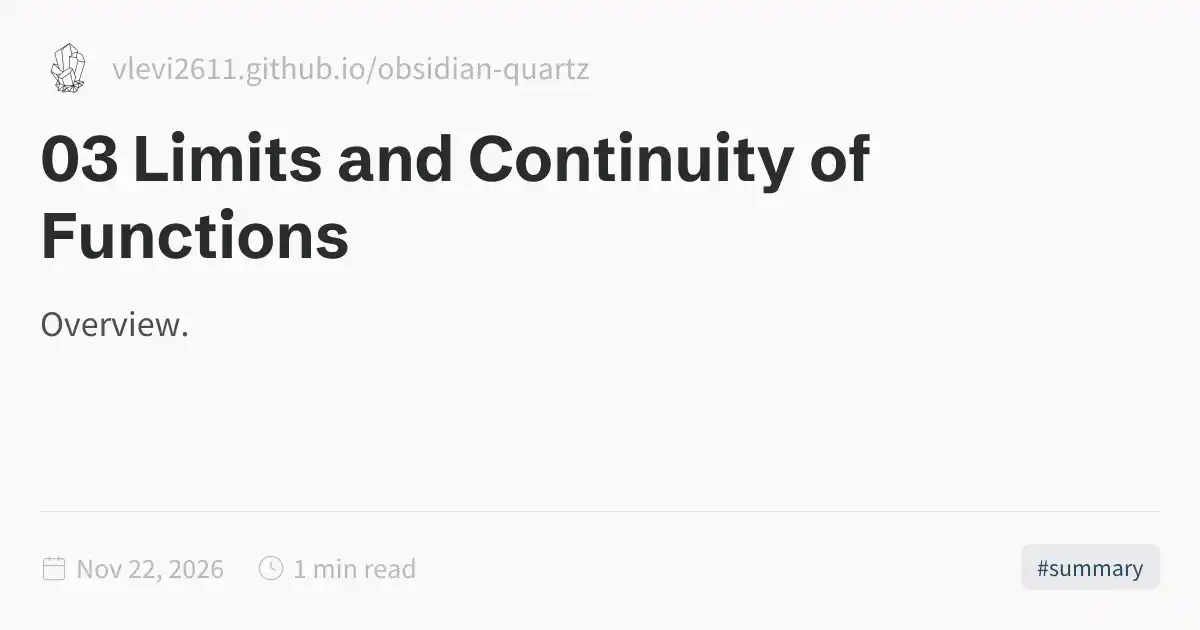 vlevi2611.github.io/obsidian-quartz
03 Limits and Continuity of
Functions
Overview.
Nov 22, 2026
1 min read
#summary